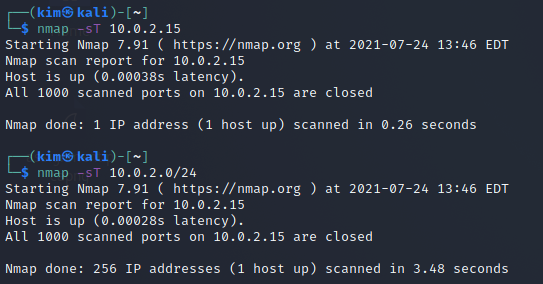 ┌──(kim㉿kali)-[~]
└─$ nmap -sT 10.0.2.15
Starting Nmap 7.91 ( https://nmap.org ) at 2021-07-24 13:46 EDT
Nmap scan report for 10.0.2.15
Host is up (0.00038s latency).
All 1000 scanned ports on 10.0.2.15 are closed

Nmap done: 1 IP address (1 host up) scanned in 0.26 seconds

┌──(kim㉿kali)-[~]
└─$ nmap -sT 10.0.2.0/24
Starting Nmap 7.91 ( https://nmap.org ) at 2021-07-24 13:46 EDT
Nmap scan report for 10.0.2.15
Host is up (0.00028s latency).
All 1000 scanned ports on 10.0.2.15 are closed

Nmap done: 256 IP addresses (1 host up) scanned in 3.48 seconds